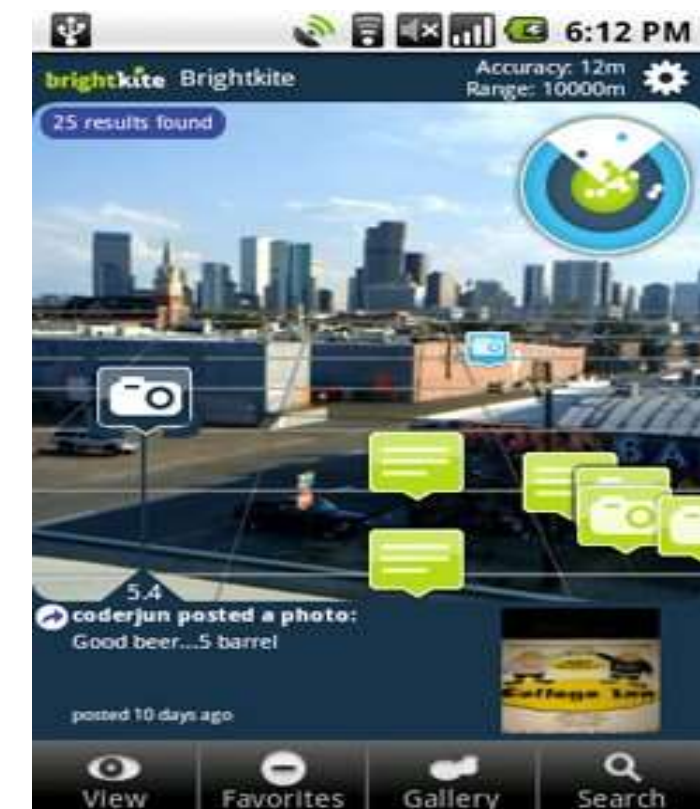 6:12 PM
brightkite Brightkite
Accuracy: 12m
Range: 10000m
25 results found
BA
5.4
coderjun posted a photo:
Good beer...5 barrel
College Inn
posted 10 days ago
View Favorites Gallery Search